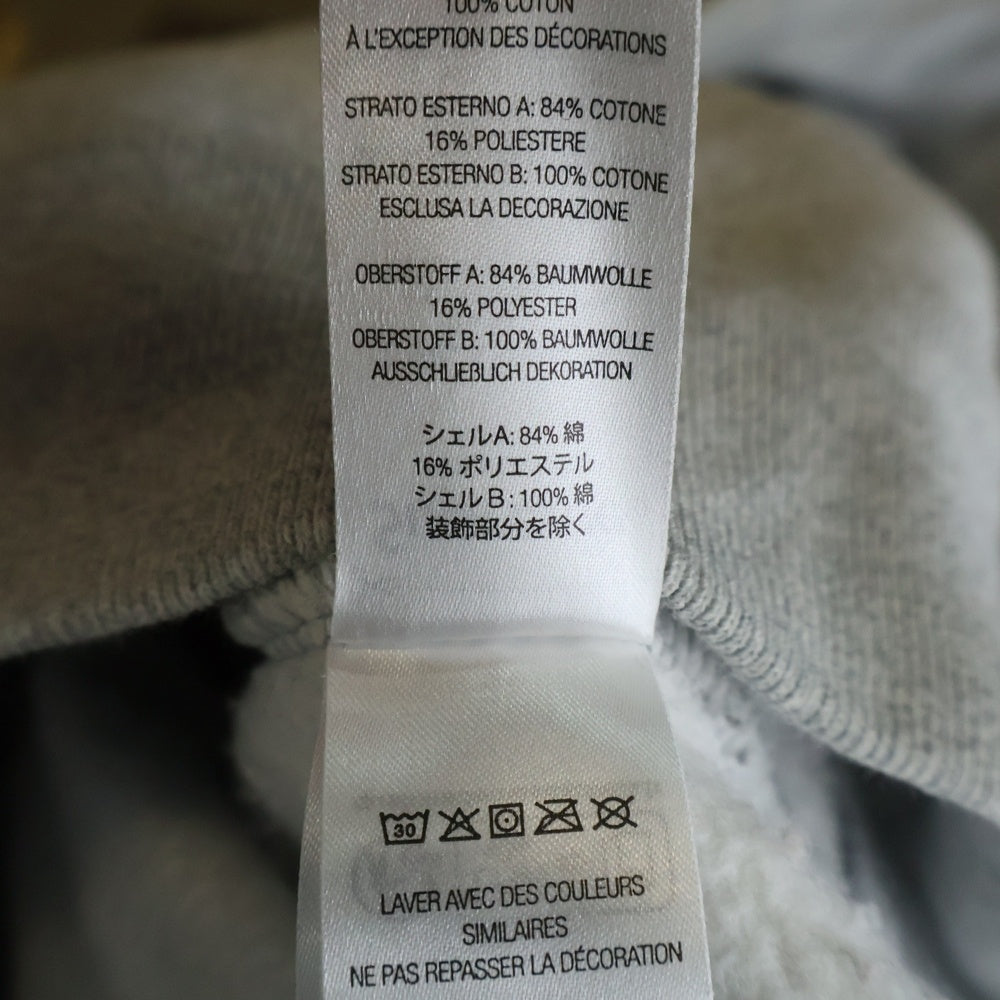 100% COTON
À L'EXCEPTION DES DÉCORATIONS
STRATO ESTERNO A: 84% COTONE
16% POLIESTERE
STRATO ESTERNO B: 100% COTONE
ESCLUSA LA DECORAZIONE
OBERSTOFF A: 84% BAUMWOLLE
16% POLYESTER
OBERSTOFF B: 100% BAUMWOLLE
AUSSCHLIEßLICH DEKORATION
シェルA: 84% 綿
16% ポリエステル
シェル B : 100% 綿
装飾部分を除く
30
LAVER AVEC DES COULEURS
SIMILAIRES
NE PAS REPASSER LA DÉCORATION